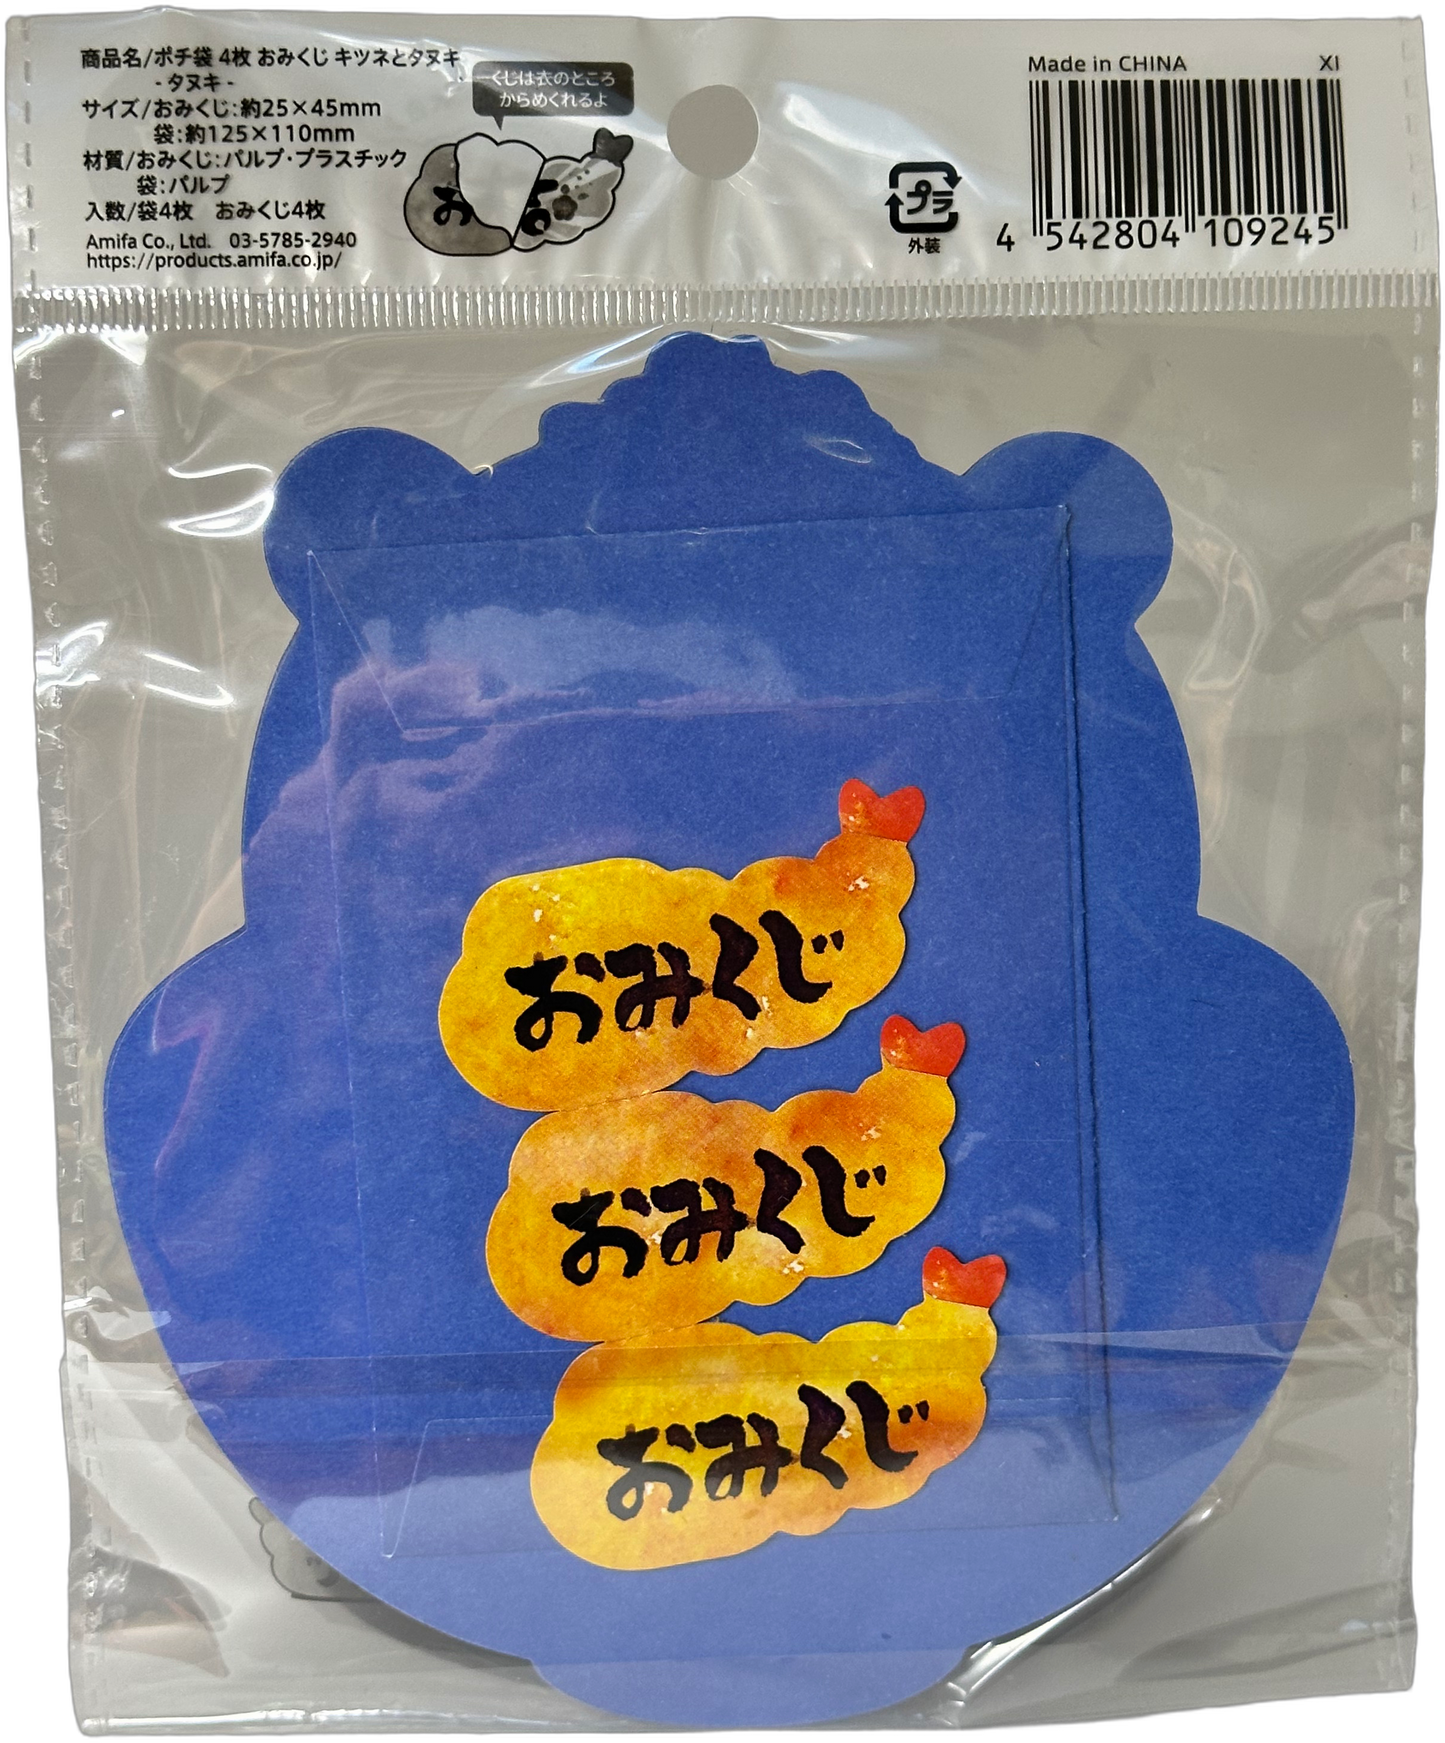 商品名/ポチ袋 4枚 おみくじ キツネとタヌキ
- タヌキ -
サイズ/おみくじ:約25×45mm
袋:約125×110mm
材質/おみくじ:パルプ・プラスチック
袋:パルプ
入数/袋4枚 おみくじ4枚
Amifa Co., Ltd. 03-5785-2940
https://products.amifa.co.jp/
くじは衣のところ
からめくれるよ
お 吉
プラ
外装
Made in CHINA XI
4 542804 109245
おみくじ
おみくじ
おみくじ